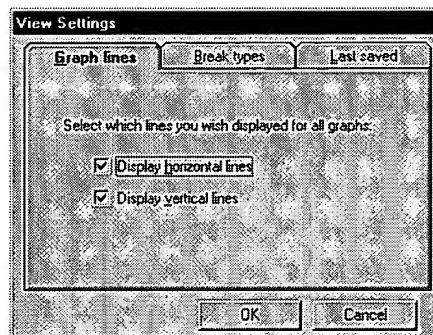 View Settings
Graph lines Break types Last saved
Select which lines you wish displayed for all graphs:
Display horizontal lines
Display vertical lines
OK Cancel